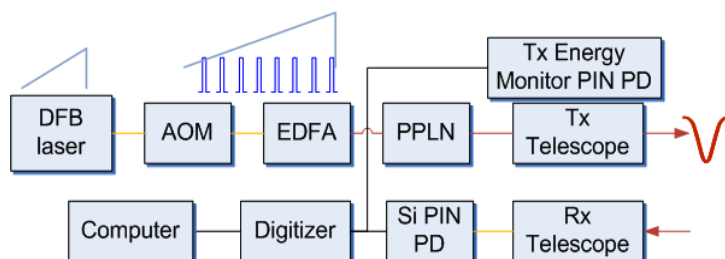 Tx Energy
Monitor PIN PD
DFB
laser
AOM
EDFA
PPLN
Tx
Telescope
Computer
Digitizer
Si PIN
PD
Rx
Telescope